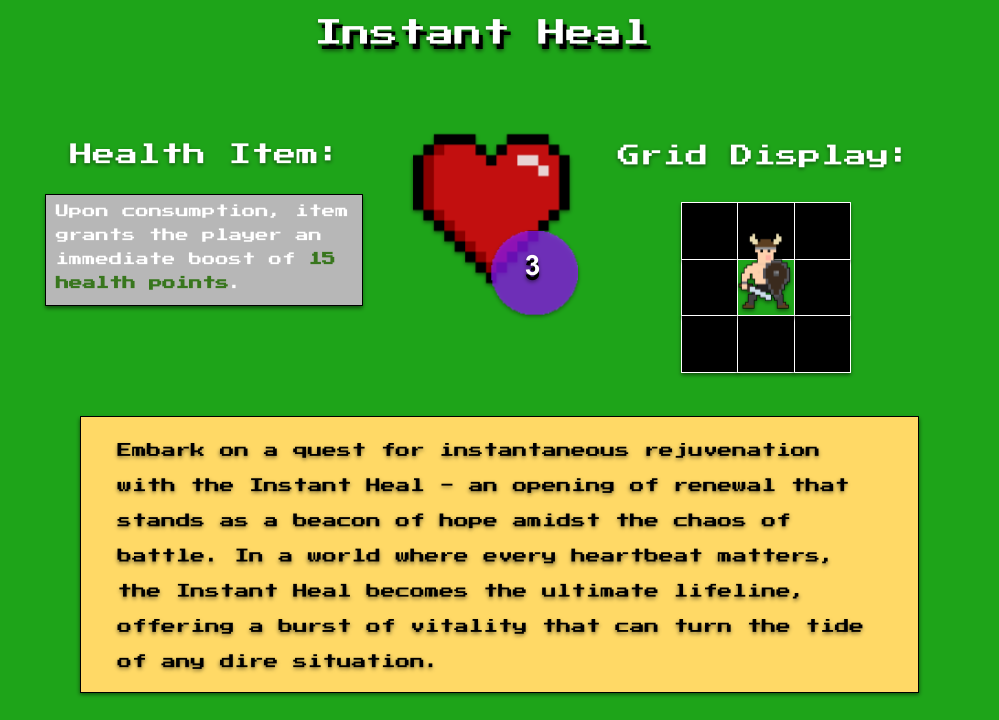 Instant Heal
Health Item:
Upon consumption, item
grants the player an
immediate boost of 15
health points.
3
Grid Display:
Embark on a quest for instantaneous rejuvenation
with the Instant Heal - an opening of renewal that
stands as a beacon of hope amidst the chaos of
battle. In a world where every heartbeat matters,
the Instant Heal becomes the ultimate lifeline,
offering a burst of vitality that can turn the tide
of any dire situation.